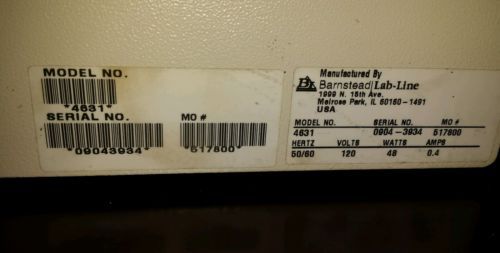 MODEL NO.
*4631*
SERIAL NO. MO #
*09043934* *517800*
Manufactured By
Barnstead|Lab-Line
1999 N. 15th Ave.
Melrose Park, IL 60160-1491
USA
MODEL NO. SERIAL NO. MO #
4631 0904-3934 517800
HERTZ VOLTS WATTS AMPS
50/60 120 48 0.4